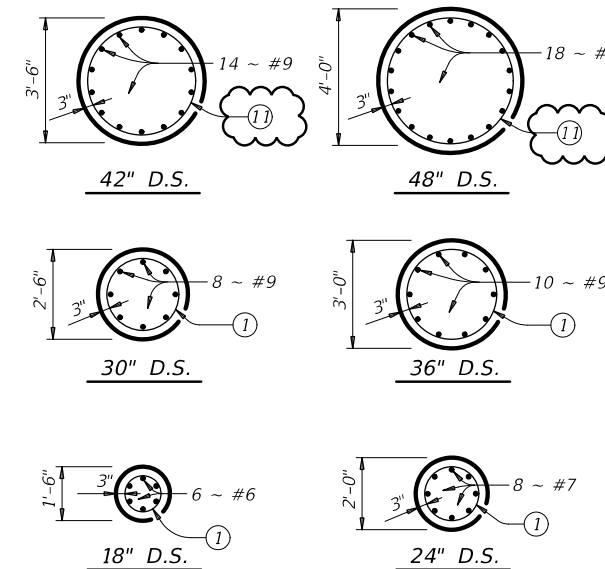 3'-6"
3"
14 ~ #9
11
42" D.S.
4'-0"
3"
18 ~ #
11
48" D.S.
2'-6"
3"
8 ~ #9
1
30" D.S.
3'-0"
3"
10 ~ #9
1
36" D.S.
1'-6"
3"
6 ~ #6
1
18" D.S.
2'-0"
3"
8 ~ #7
1
24" D.S.